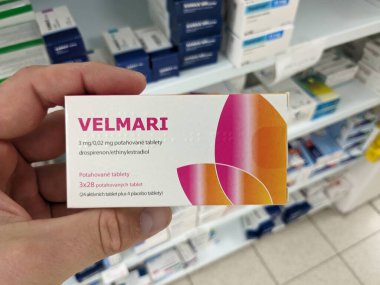 VELMARI
3 mg/0,02 mg potahované tablety
drospirenon/ethinylestradiol
Potahované tablety
3x28 potahovaných tablet
(24 aktivních tablet plus 4 placebo tablety)